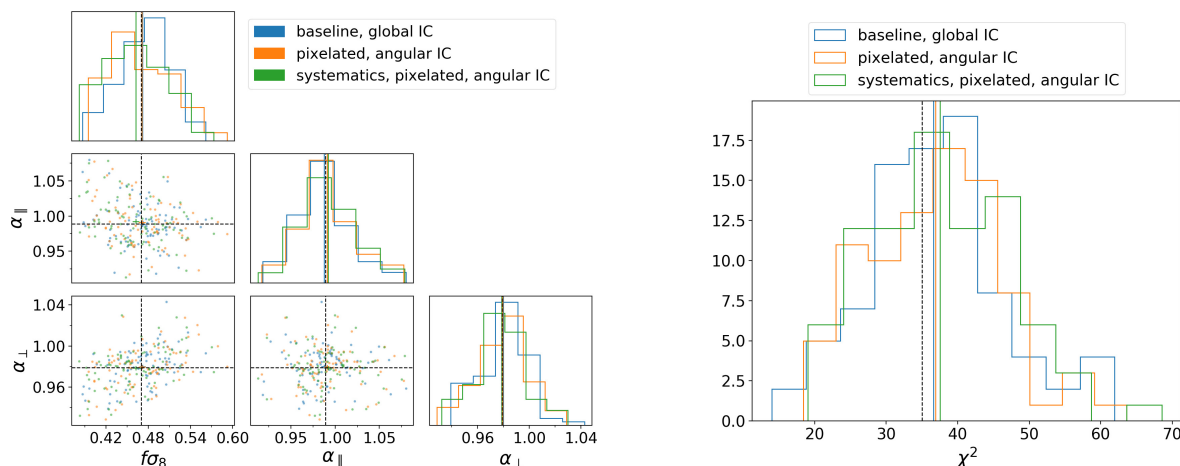 baseline, global IC
pixelated, angular IC
systematics, pixelated, angular IC
1.05
1.00
0.95
α∥
1.04
1.00
0.96
α⊥
0.42 0.48 0.54 0.60
fσ8
0.95 1.00 1.05
α∥
0.96 1.00 1.04
α⊥
baseline, global IC
pixelated, angular IC
systematics, pixelated, angular IC
17.5
15.0
12.5
10.0
7.5
5.0
2.5
0.0
20 30 40 50 60 70
χ²